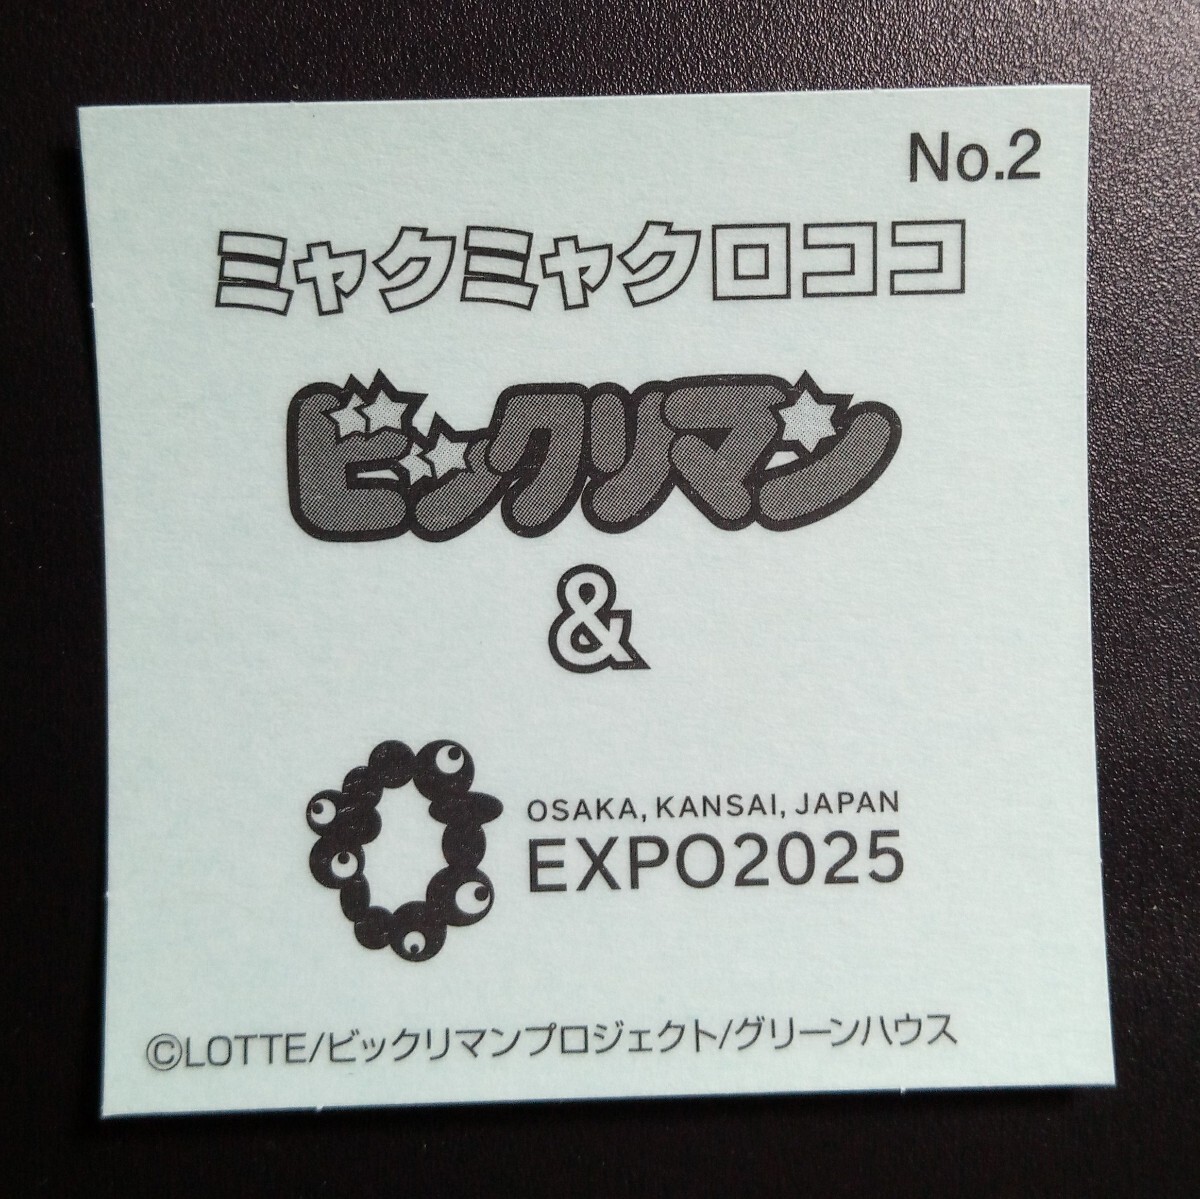 No.2
ミャクミャクロココ
ビックリマン
&
OSAKA, KANSAI, JAPAN
EXPO2025
©LOTTE/ビックリマンプロジェクト/グリーンハウス